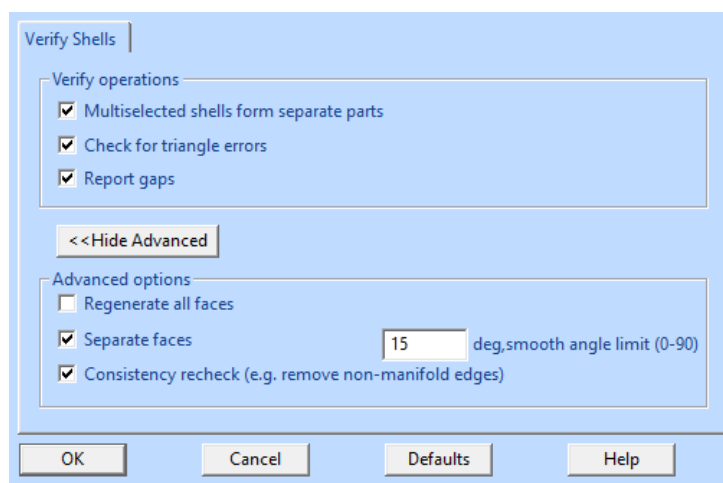 Verify Shells
Verify operations
Multiselected shells form separate parts
Check for triangle errors
Report gaps
<<Hide Advanced
Advanced options
Regenerate all faces
Separate faces 15 deg,smooth angle limit (0-90)
Consistency recheck (e.g. remove non-manifold edges)
OK Cancel Defaults Help